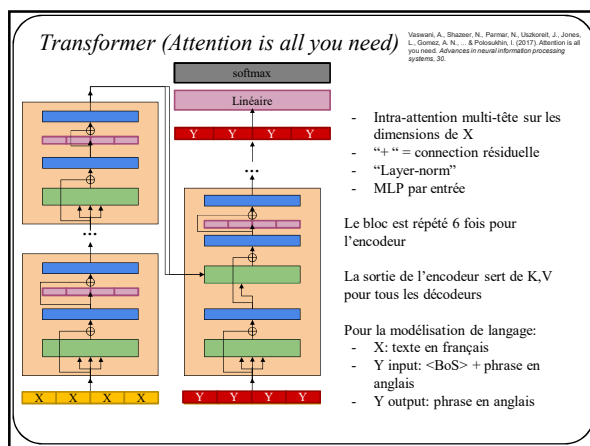 Transformer (Attention is all you need)
Vaswani, A., Shazeer, N., Parmar, N., Uszkoreit, J., Jones,
L., Gomez, A. N., ... & Polosukhin, I. (2017). Attention is all
you need. Advances in neural information processing
systems, 30.
softmax
Linéaire
Y Y Y Y
...
...
X X X X
Y Y Y Y
- Intra-attention multi-tête sur les
dimensions de X
- “+ “ = connection résiduelle
- “Layer-norm”
- MLP par entrée
Le bloc est répété 6 fois pour
l’encodeur
La sortie de l’encodeur sert de K,V
pour tous les décodeurs
Pour la modélisation de langage:
- X: texte en français
- Y input: <BoS> + phrase en
anglais
- Y output: phrase en anglais